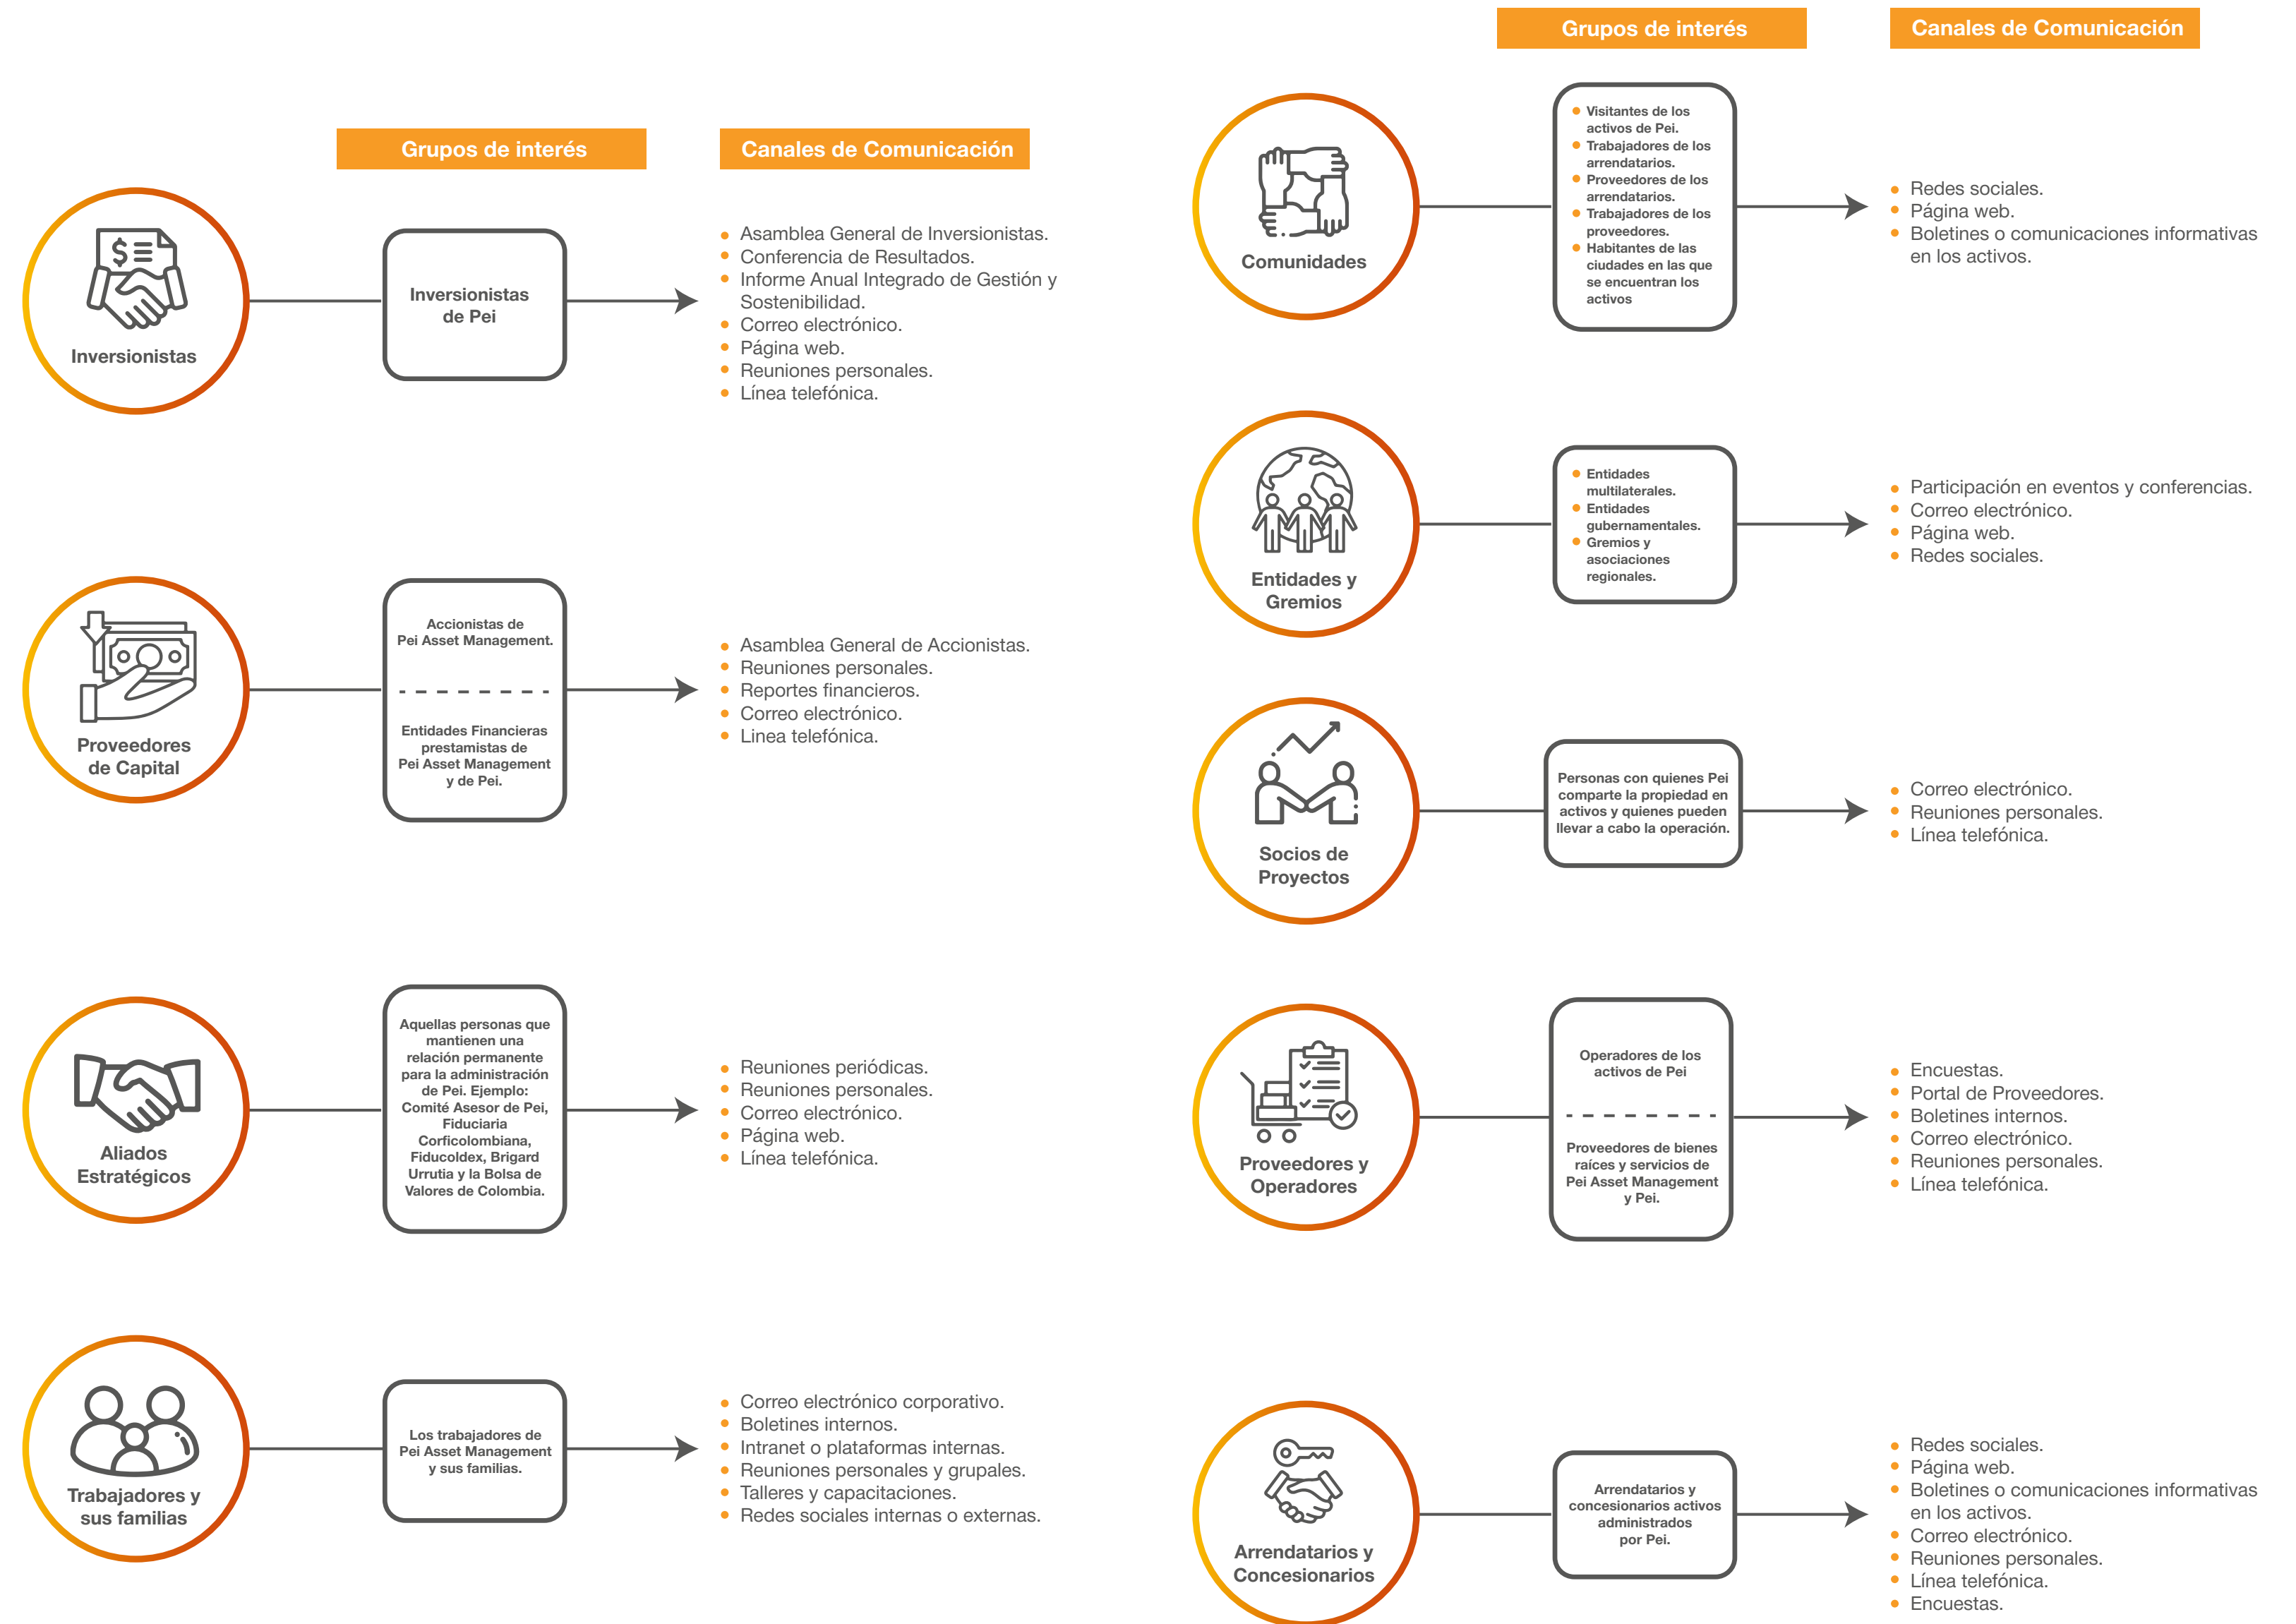 Grupos de interés
Canales de Comunicación
Inversionistas
Inversionistas
de Pei
Asamblea General de Inversionistas.
Conferencia de Resultados.
Informe Anual Integrado de Gestión y
Sostenibilidad.
Correo electrónico.
Página web.
Reuniones personales.
Línea telefónica.
Proveedores
de Capital
Accionistas de
Pei Asset Management.
Entidades Financieras
prestamistas de
Pei Asset Management
y de Pei.
Asamblea General de Accionistas.
Reuniones personales.
Reportes financieros.
Correo electrónico.
Linea telefónica.
Aliados
Estratégicos
Aquellas personas que
mantienen una
relación permanente
para la administración
de Pei. Ejemplo:
Comité Asesor de Pei,
Fiduciaria
Corficolombiana,
Fiducoldex, Brigard
Urrutia y la Bolsa de
Valores de Colombia.
Reuniones periódicas.
Reuniones personales.
Correo electrónico.
Página web.
Línea telefónica.
Trabajadores y
sus familias
Los trabajadores de
Pei Asset Management
y sus familias.
Correo electrónico corporativo.
Boletines internos.
Intranet o plataformas internas.
Reuniones personales y grupales.
Talleres y capacitaciones.
Redes sociales internas o externas.
Grupos de interés
Canales de Comunicación
Comunidades
Visitantes de los
activos de Pei.
Trabajadores de los
arrendatarios.
Proveedores de los
arrendatarios.
Trabajadores de los
proveedores.
Habitantes de las
ciudades en las que
se encuentran los
activos
Redes sociales.
Página web.
Boletines o comunicaciones informativas
en los activos.
Entidades y
Gremios
Entidades
multilaterales.
Entidades
gubernamentales.
Gremios y
asociaciones
regionales.
Participación en eventos y conferencias.
Correo electrónico.
Página web.
Redes sociales.
Socios de
Proyectos
Personas con quienes Pei
comparte la propiedad en
activos y quienes pueden
llevar a cabo la operación.
Correo electrónico.
Reuniones personales.
Línea telefónica.
Proveedores y
Operadores
Operadores de los
activos de Pei
Proveedores de bienes
raíces y servicios de
Pei Asset Management
y Pei.
Encuestas.
Portal de Proveedores.
Boletines internos.
Correo electrónico.
Reuniones personales.
Línea telefónica.
Arrendatarios y
Concesionarios
Arrendatarios y
concesionarios activos
administrados
por Pei.
Redes sociales.
Página web.
Boletines o comunicaciones informativas
en los activos.
Correo electrónico.
Reuniones personales.
Línea telefónica.
Encuestas.